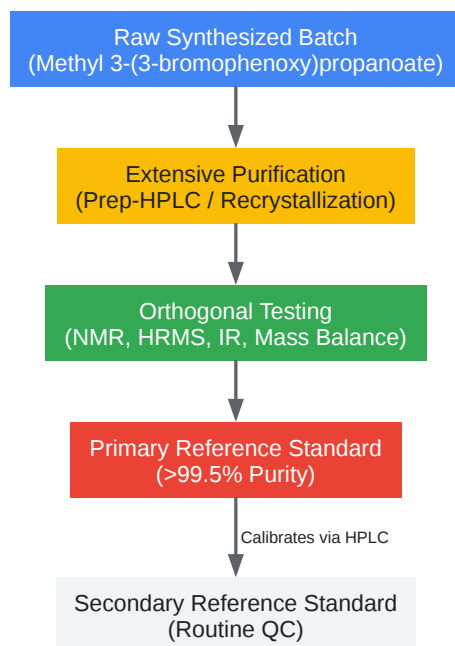 Raw Synthesized Batch
(Methyl 3-(3-bromophenoxy)propanoate)
Extensive Purification
(Prep-HPLC / Recrystallization)
Orthogonal Testing
(NMR, HRMS, IR, Mass Balance)
Primary Reference Standard
(>99.5% Purity)
Calibrates via HPLC
Secondary Reference Standard
(Routine QC)